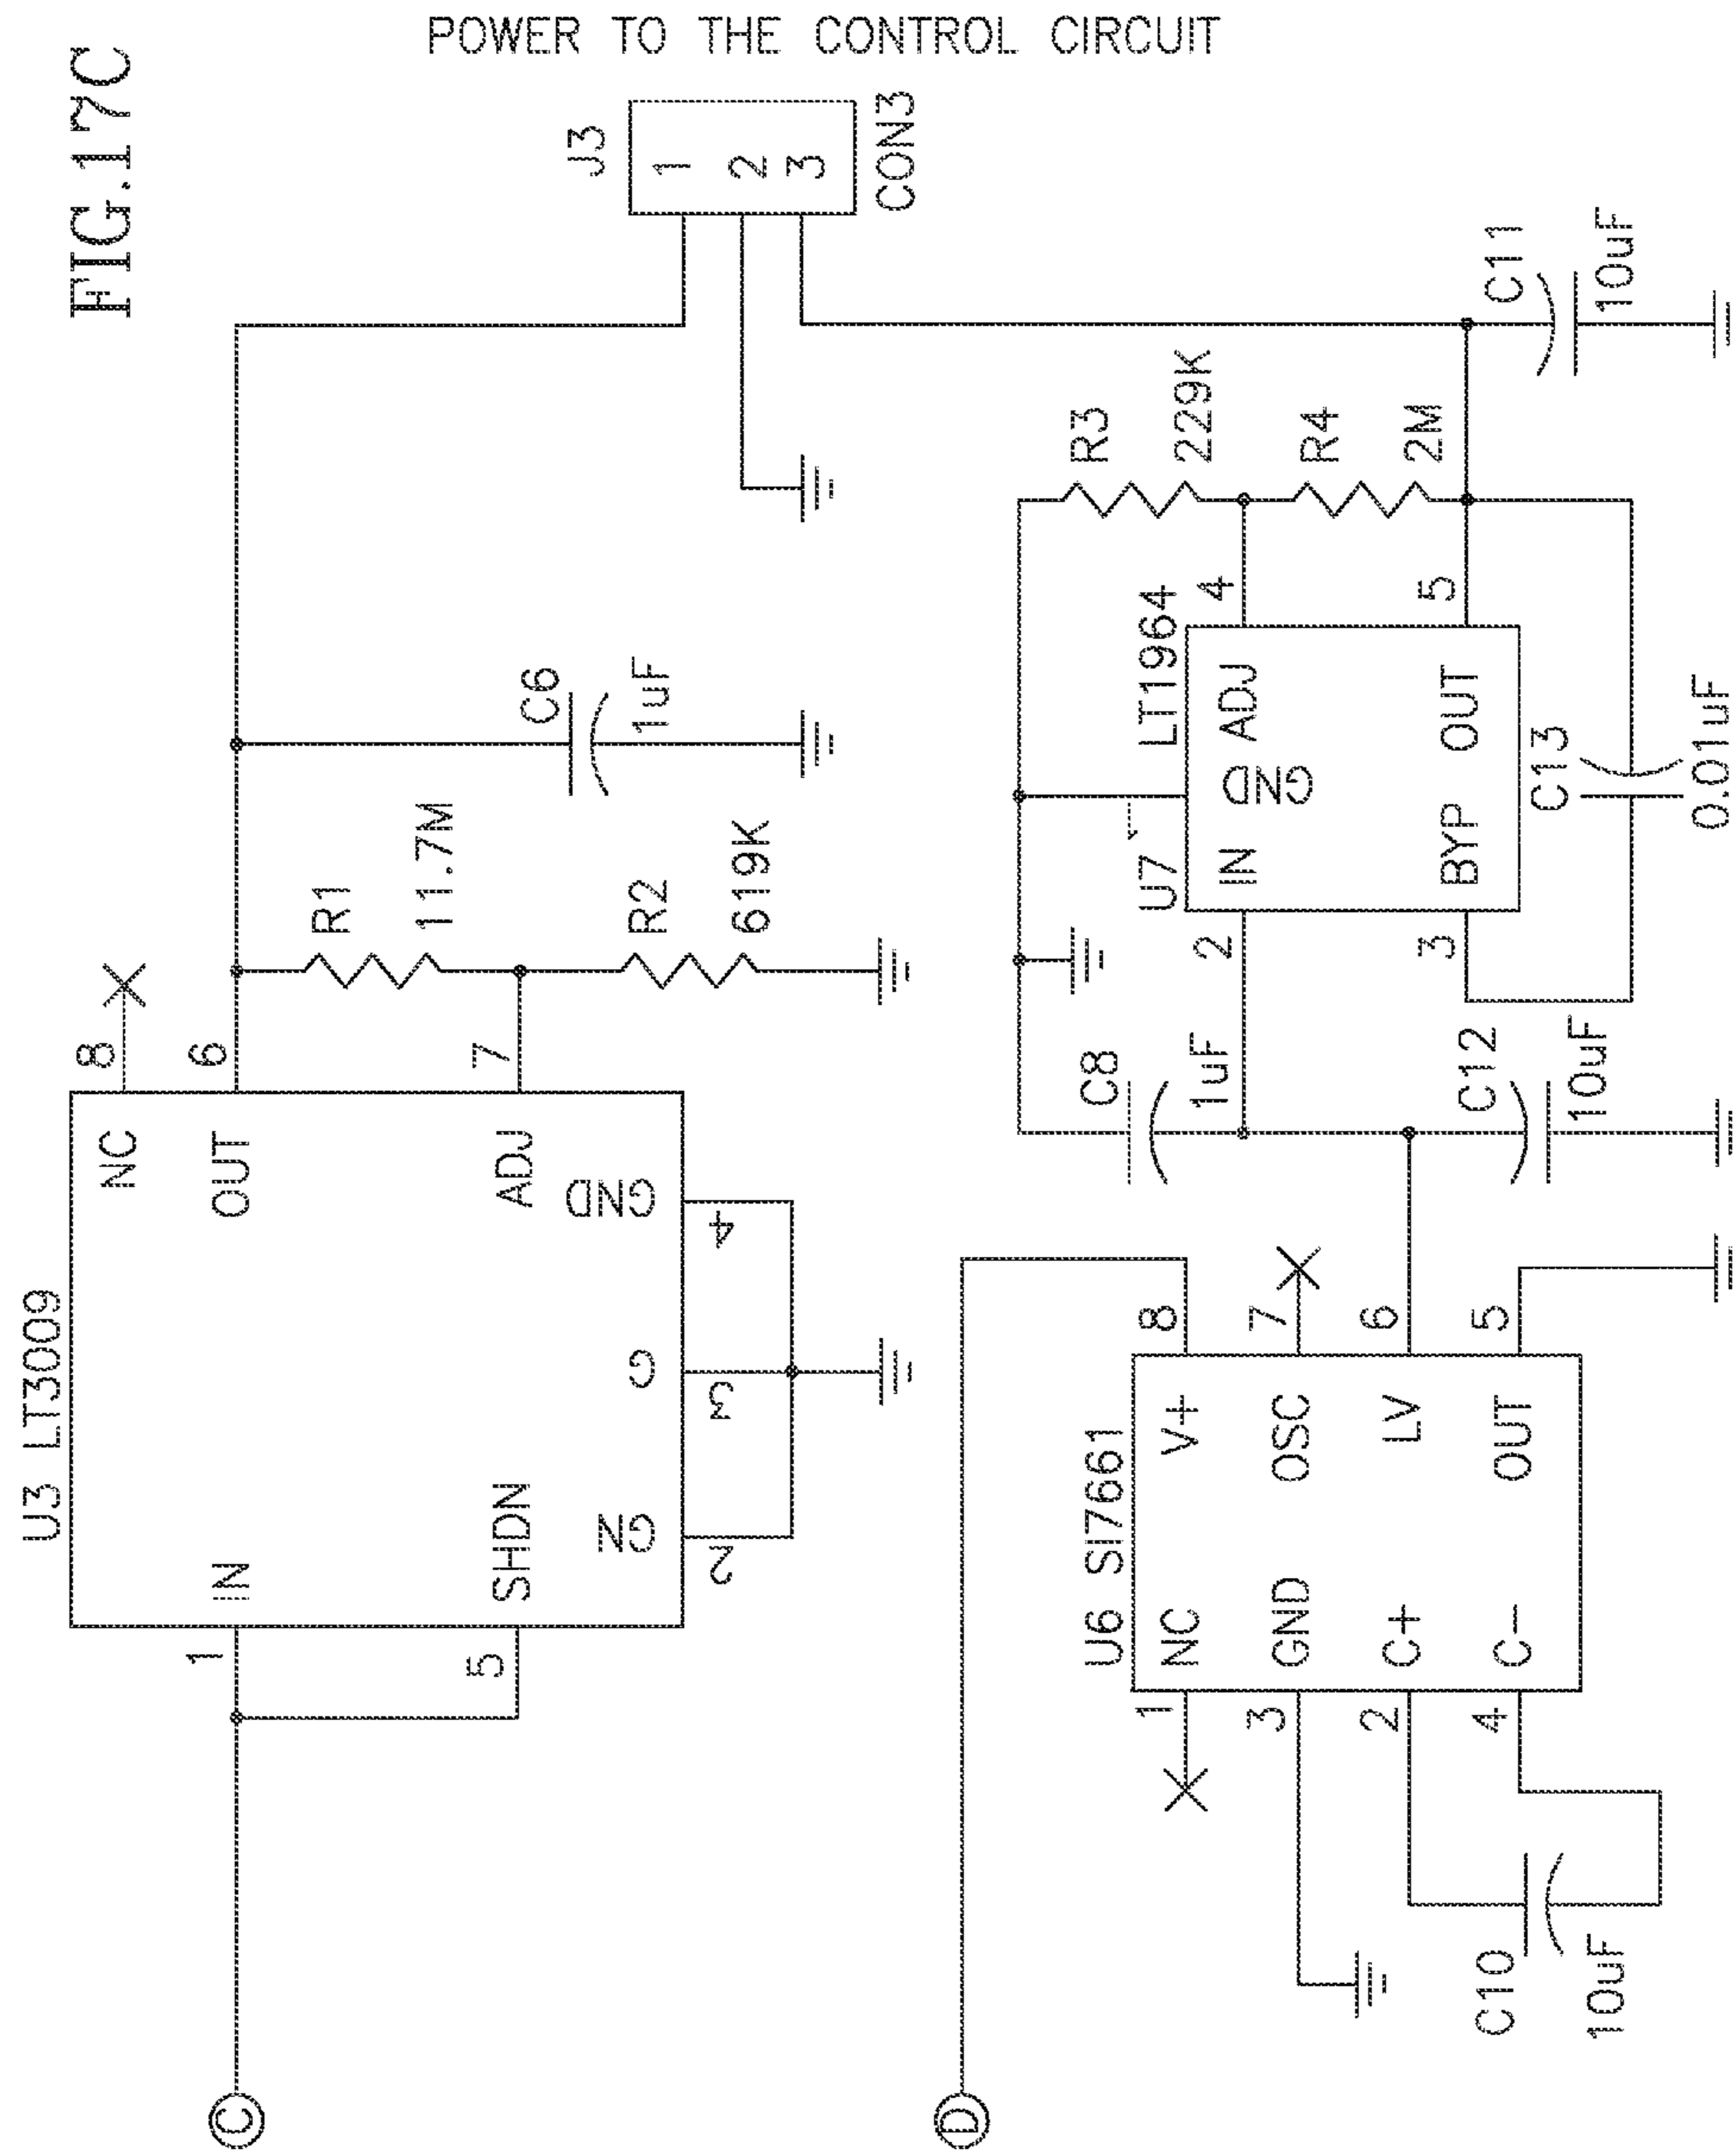 FIG.17C
POWER TO THE CONTROL CIRCUIT
U3 LT3009
IN
1
SHDN
5
NC
8
OUT
6
ADJ
7
GN
2
G
3
GND
4
R1
11.7M
R2
619K
C6
1uF
J3
1
2
3
CON3
C
D
U6 SI7661
NC
1
GND
3
C+
2
C-
4
V+
8
OSC
7
LV
6
OUT
5
C10
10uF
C8
1uF
C12
10uF
U7
LT1964
1
IN
2
GND
ADJ
4
BYP
3
OUT
5
C13
0.01uF
R3
229K
R4
2M
C11
10uF